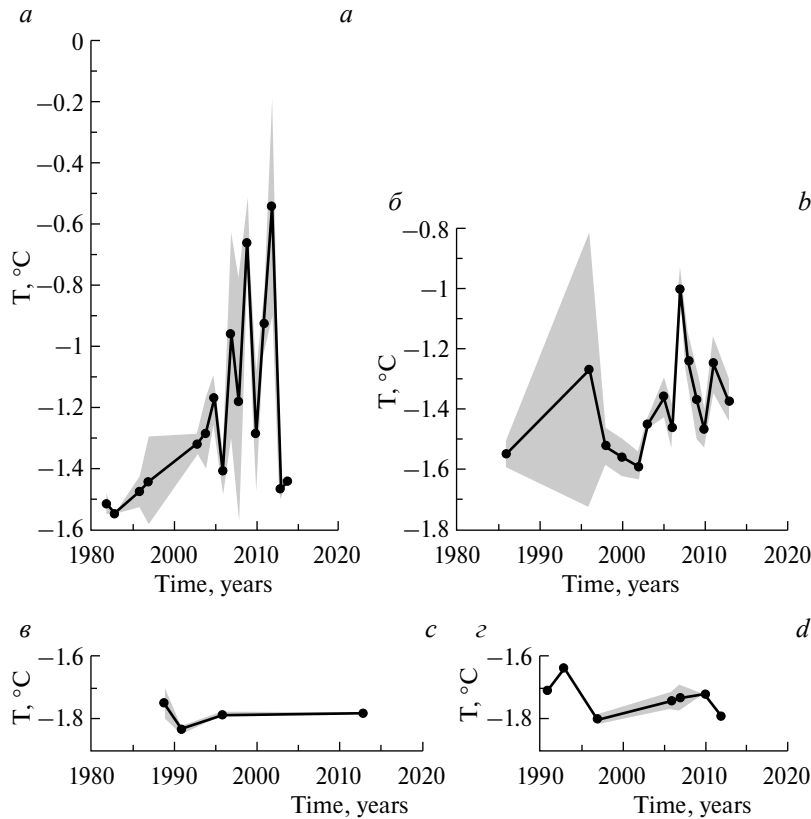 а a
0
−0.2
−0.4
−0.6
−0.8
−1
−1.2
−1.4
−1.6
T, °C
1980 2000 2010 2020
Time, years
б b
−0.8
−1
−1.2
−1.4
−1.6
−1.8
T, °C
1980 1990 2000 2010 2020
Time, years
в c
−1.6
−1.8
T, °C
1980 1990 2000 2010 2020
Time, years
г d
−1.6
−1.8
T, °C
1990 2000 2010 2020
Time, years